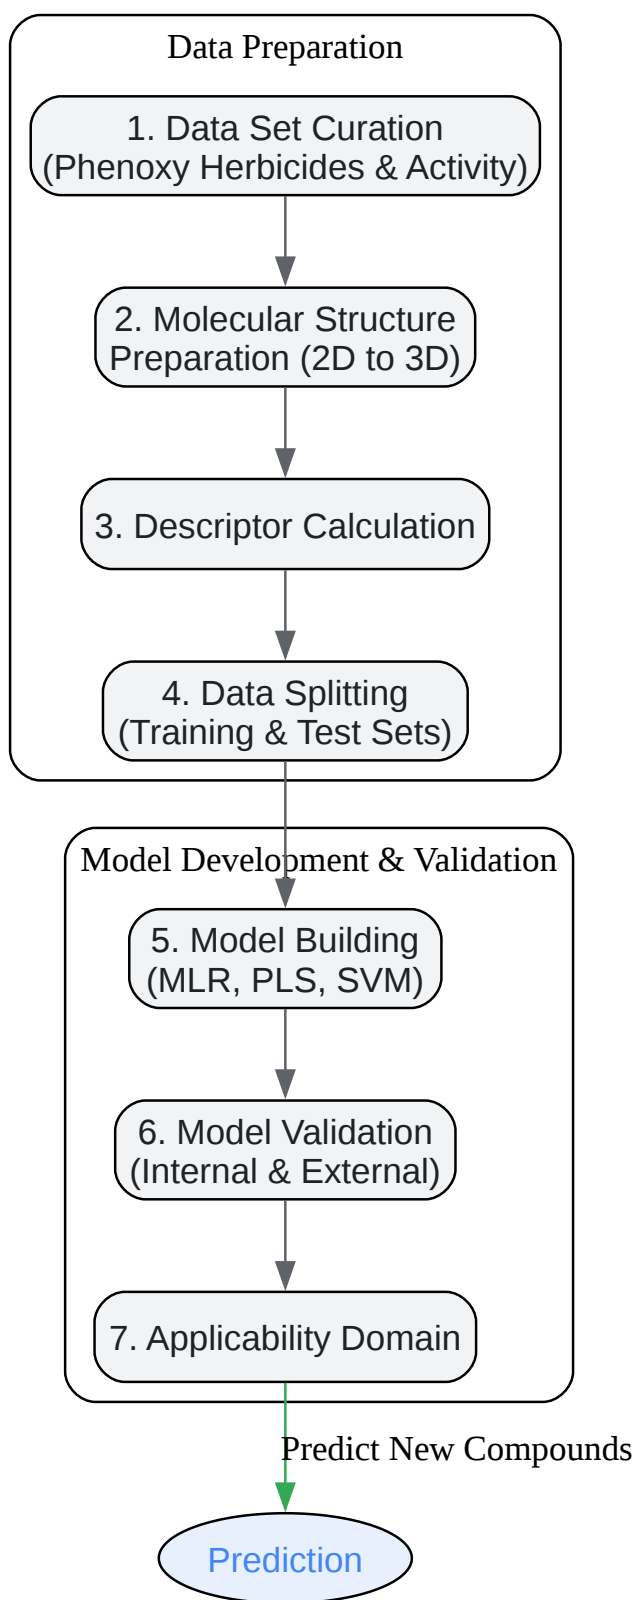 Data Preparation
1. Data Set Curation
(Phenoxy Herbicides & Activity)
2. Molecular Structure
Preparation (2D to 3D)
3. Descriptor Calculation
4. Data Splitting
(Training & Test Sets)
Model Development & Validation
5. Model Building
(MLR, PLS, SVM)
6. Model Validation
(Internal & External)
7. Applicability Domain
Predict New Compounds
Prediction